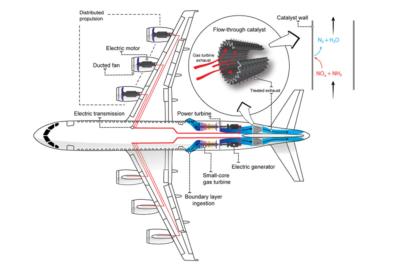 Distributed
propulsion
Electric motor
Ducted fan
Electric transmission
Flow-through catalyst
Gas turbine
exhaust
Treated exhaust
Catalyst wall
N₂ + H₂O
NOₓ + NH₃
Power turbine
Electric generator
Small-core
gas turbine
Boundary layer
ingestion